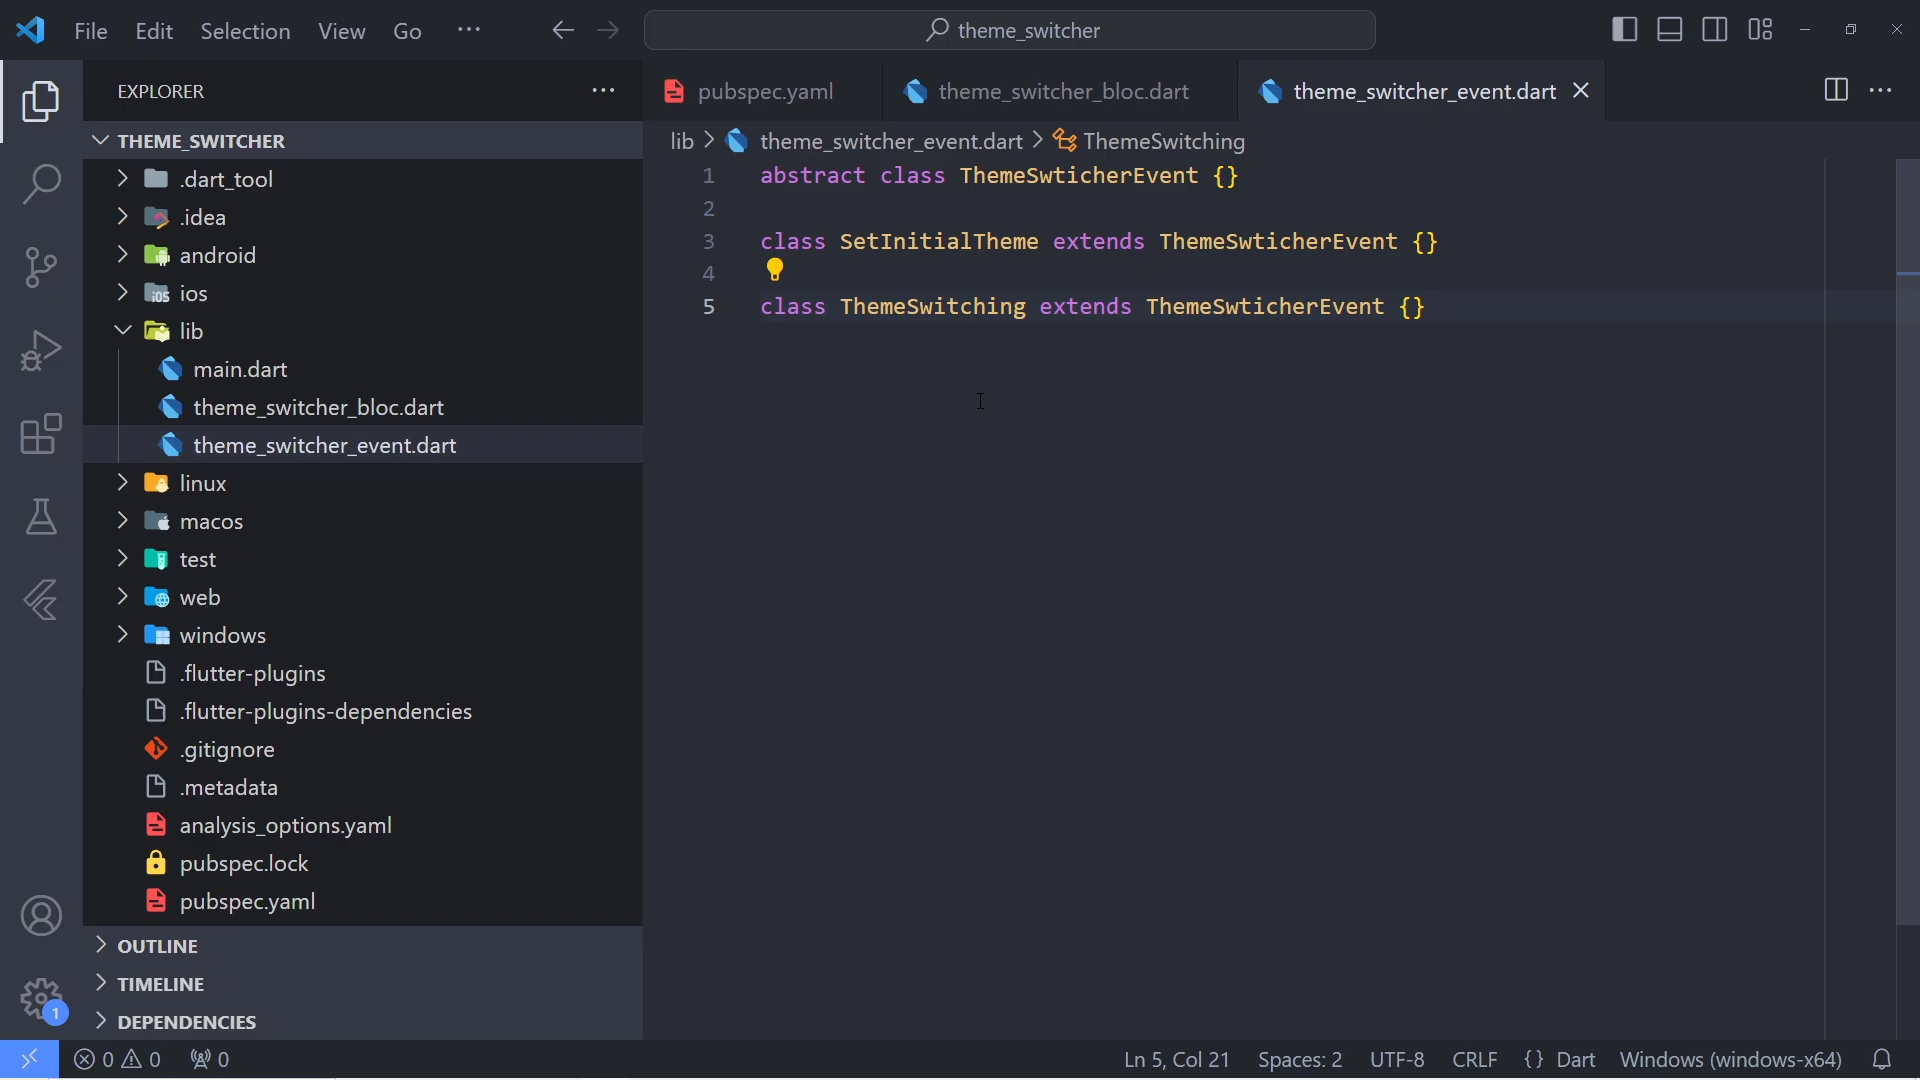 File Edit Selection View Go ···
theme_switcher
EXPLORER
THEME_SWITCHER
.dart_tool
.idea
android
ios
lib
main.dart
theme_switcher_bloc.dart
theme_switcher_event.dart
linux
macos
test
web
windows
.flutter-plugins
.flutter-plugins-dependencies
.gitignore
.metadata
analysis_options.yaml
pubspec.lock
pubspec.yaml
OUTLINE
TIMELINE
DEPENDENCIES
1
pubspec.yaml theme_switcher_bloc.dart theme_switcher_event.dart
lib > theme_switcher_event.dart > ThemeSwitching
1 abstract class ThemeSwticherEvent {}
2
3 class SetInitialTheme extends ThemeSwticherEvent {}
4
5 class ThemeSwitching extends ThemeSwticherEvent {}
0 0 0 Ln 5, Col 21 Spaces: 2 UTF-8 CRLF {} Dart Windows (windows-x64)